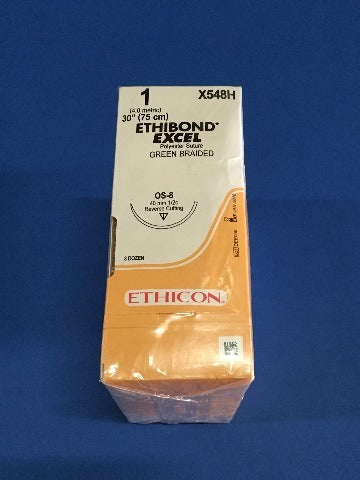 1 X548H
(4.0 metric)
30" (75 cm)
ETHIBOND*
EXCEL
Polyester Suture
GREEN BRAIDED
OS-8
40 mm 1/2c
Reverse Cutting
3 DOZEN
ETHICON